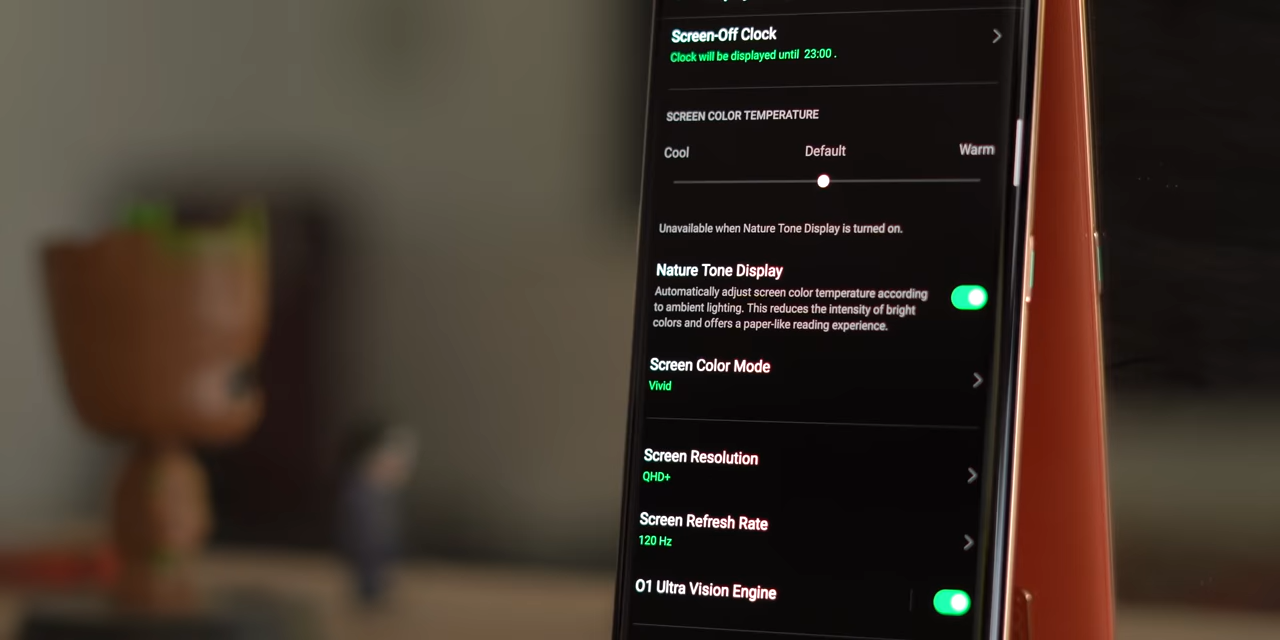 Screen-Off Clock
Clock will be displayed until 23:00 .
SCREEN COLOR TEMPERATURE
Cool Default Warm
Unavailable when Nature Tone Display is turned on.
Nature Tone Display
Automatically adjust screen color temperature according
to ambient lighting. This reduces the intensity of bright
colors and offers a paper-like reading experience.
Screen Color Mode
Vivid
Screen Resolution
QHD+
Screen Refresh Rate
120 Hz
O1 Ultra Vision Engine